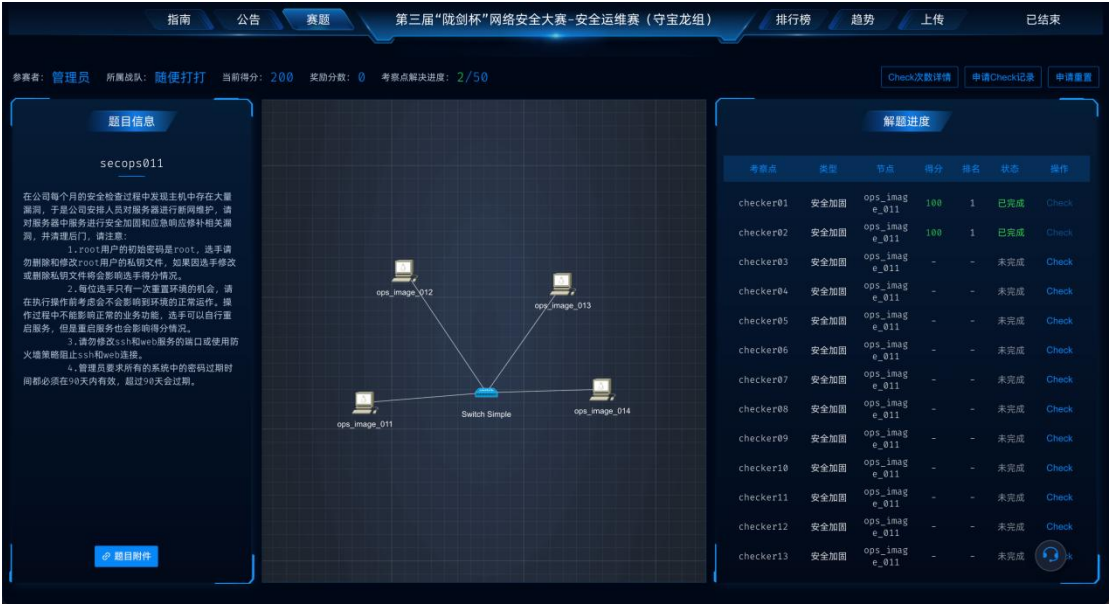 指南 公告 赛题 第三届“陇剑杯”网络安全大赛-安全运维赛（守宝龙组） 排行榜 趋势 上传 已结束
参赛者: 管理员 所属战队: 随便打打 当前得分: 200 奖励分数: 0 考察点解决进度: 2/50 Check次数详情 申请Check记录 申请重置
题目信息
secops011
在公司每个月的安全检查过程中发现主机中存在大量
漏洞，于是公司安排人员对服务器进行断网维护，请
对服务器中服务进行安全加固和应急响应修补相关漏
洞，并清理后门，请注意：
1.root用户的初始密码是root，选手请
勿删除和修改root用户的私钥文件，如果因选手修改
或删除私钥文件将会影响选手得分情况。
2.每位选手只有一次重置环境的机会，请
在执行操作前考虑会不会影响到环境的正常运作。操
作过程中不能影响正常的业务功能，选手可以自行重
启服务，但是重启服务也会影响得分情况。
3.请勿修改ssh和web服务的端口或使用防
火墙策略阻止ssh和web连接。
4.管理员要求所有的系统中的密码过期时
间都必须在90天内有效，超过90天会过期。
题目附件
ops_image_012
ops_image_013
ops_image_011
Switch Simple
ops_image_014
解题进度
考察点 类型 节点 得分 排名 状态 操作
checker01 安全加固 ops_imag
e_011 100 1 已完成 Check
checker02 安全加固 ops_imag
e_011 100 1 已完成 Check
checker03 安全加固 ops_imag
e_011 - - 未完成 Check
checker04 安全加固 ops_imag
e_011 - - 未完成 Check
checker05 安全加固 ops_imag
e_011 - - 未完成 Check
checker06 安全加固 ops_imag
e_011 - - 未完成 Check
checker07 安全加固 ops_imag
e_011 - - 未完成 Check
checker08 安全加固 ops_imag
e_011 - - 未完成 Check
checker09 安全加固 ops_imag
e_011 - - 未完成 Check
checker10 安全加固 ops_imag
e_011 - - 未完成 Check
checker11 安全加固 ops_imag
e_011 - - 未完成 Check
checker12 安全加固 ops_imag
e_011 - - 未完成 Check
checker13 安全加固 ops_imag
e_011 - - 未完成